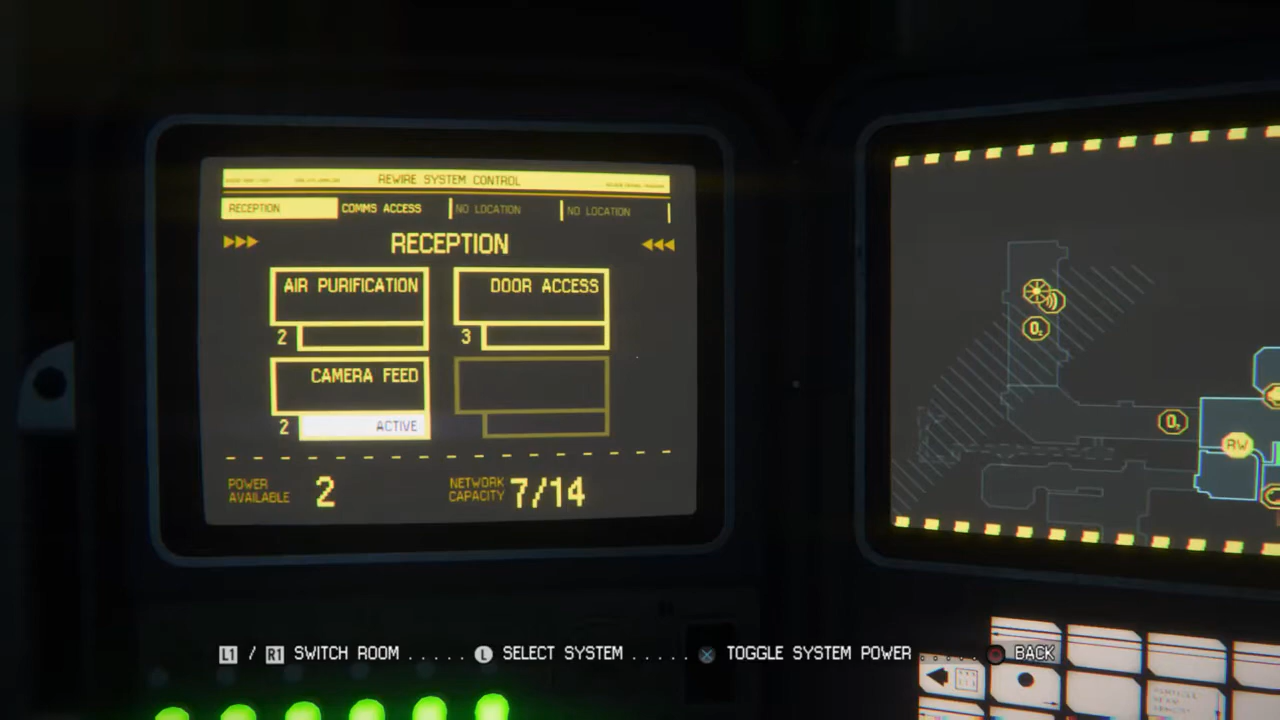 REWIRE SYSTEM CONTROL
RECEPTION COMMS ACCESS NO LOCATION NO LOCATION
RECEPTION
AIR PURIFICATION DOOR ACCESS
2 3
CAMERA FEED
2 ACTIVE
POWER AVAILABLE 2 NETWORK CAPACITY 7/14
O₂
O₂
RW
L1 / R1 SWITCH ROOM ..... L SELECT SYSTEM ..... TOGGLE SYSTEM POWER ..... BACK